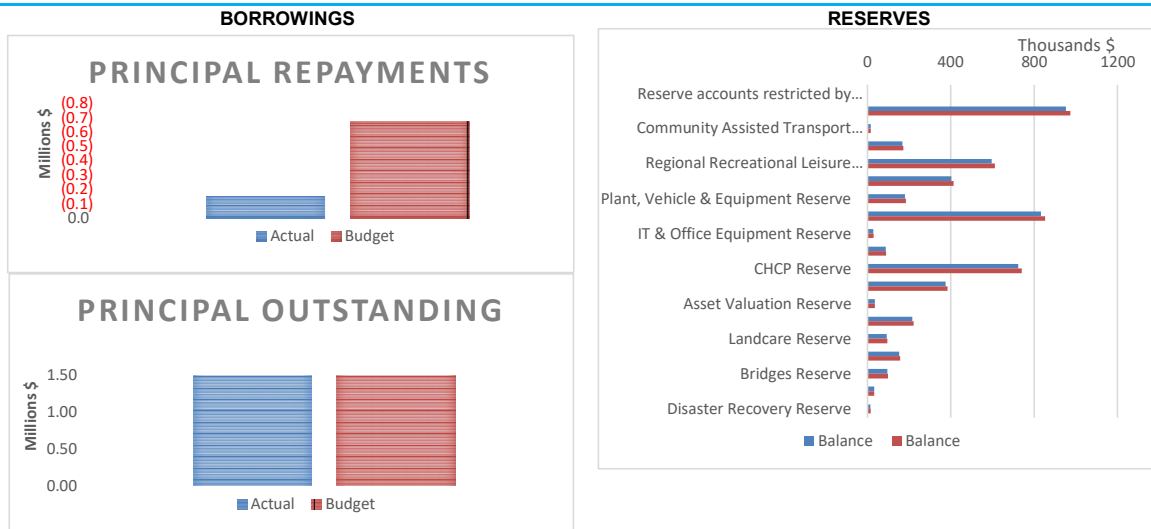 BORROWINGS
PRINCIPAL REPAYMENTS
Millions $
(0.8)
(0.7)
(0.6)
(0.5)
(0.4)
(0.3)
(0.2)
(0.1)
0.0
Actual Budget
PRINCIPAL OUTSTANDING
Millions $
1.50
1.00
0.50
0.00
Actual Budget
RESERVES
Thousands $
0 400 800 1200
Reserve accounts restricted by...
Community Assisted Transport...
Regional Recreational Leisure...
Plant, Vehicle & Equipment Reserve
IT & Office Equipment Reserve
CHCP Reserve
Asset Valuation Reserve
Landcare Reserve
Bridges Reserve
Disaster Recovery Reserve
Balance Balance